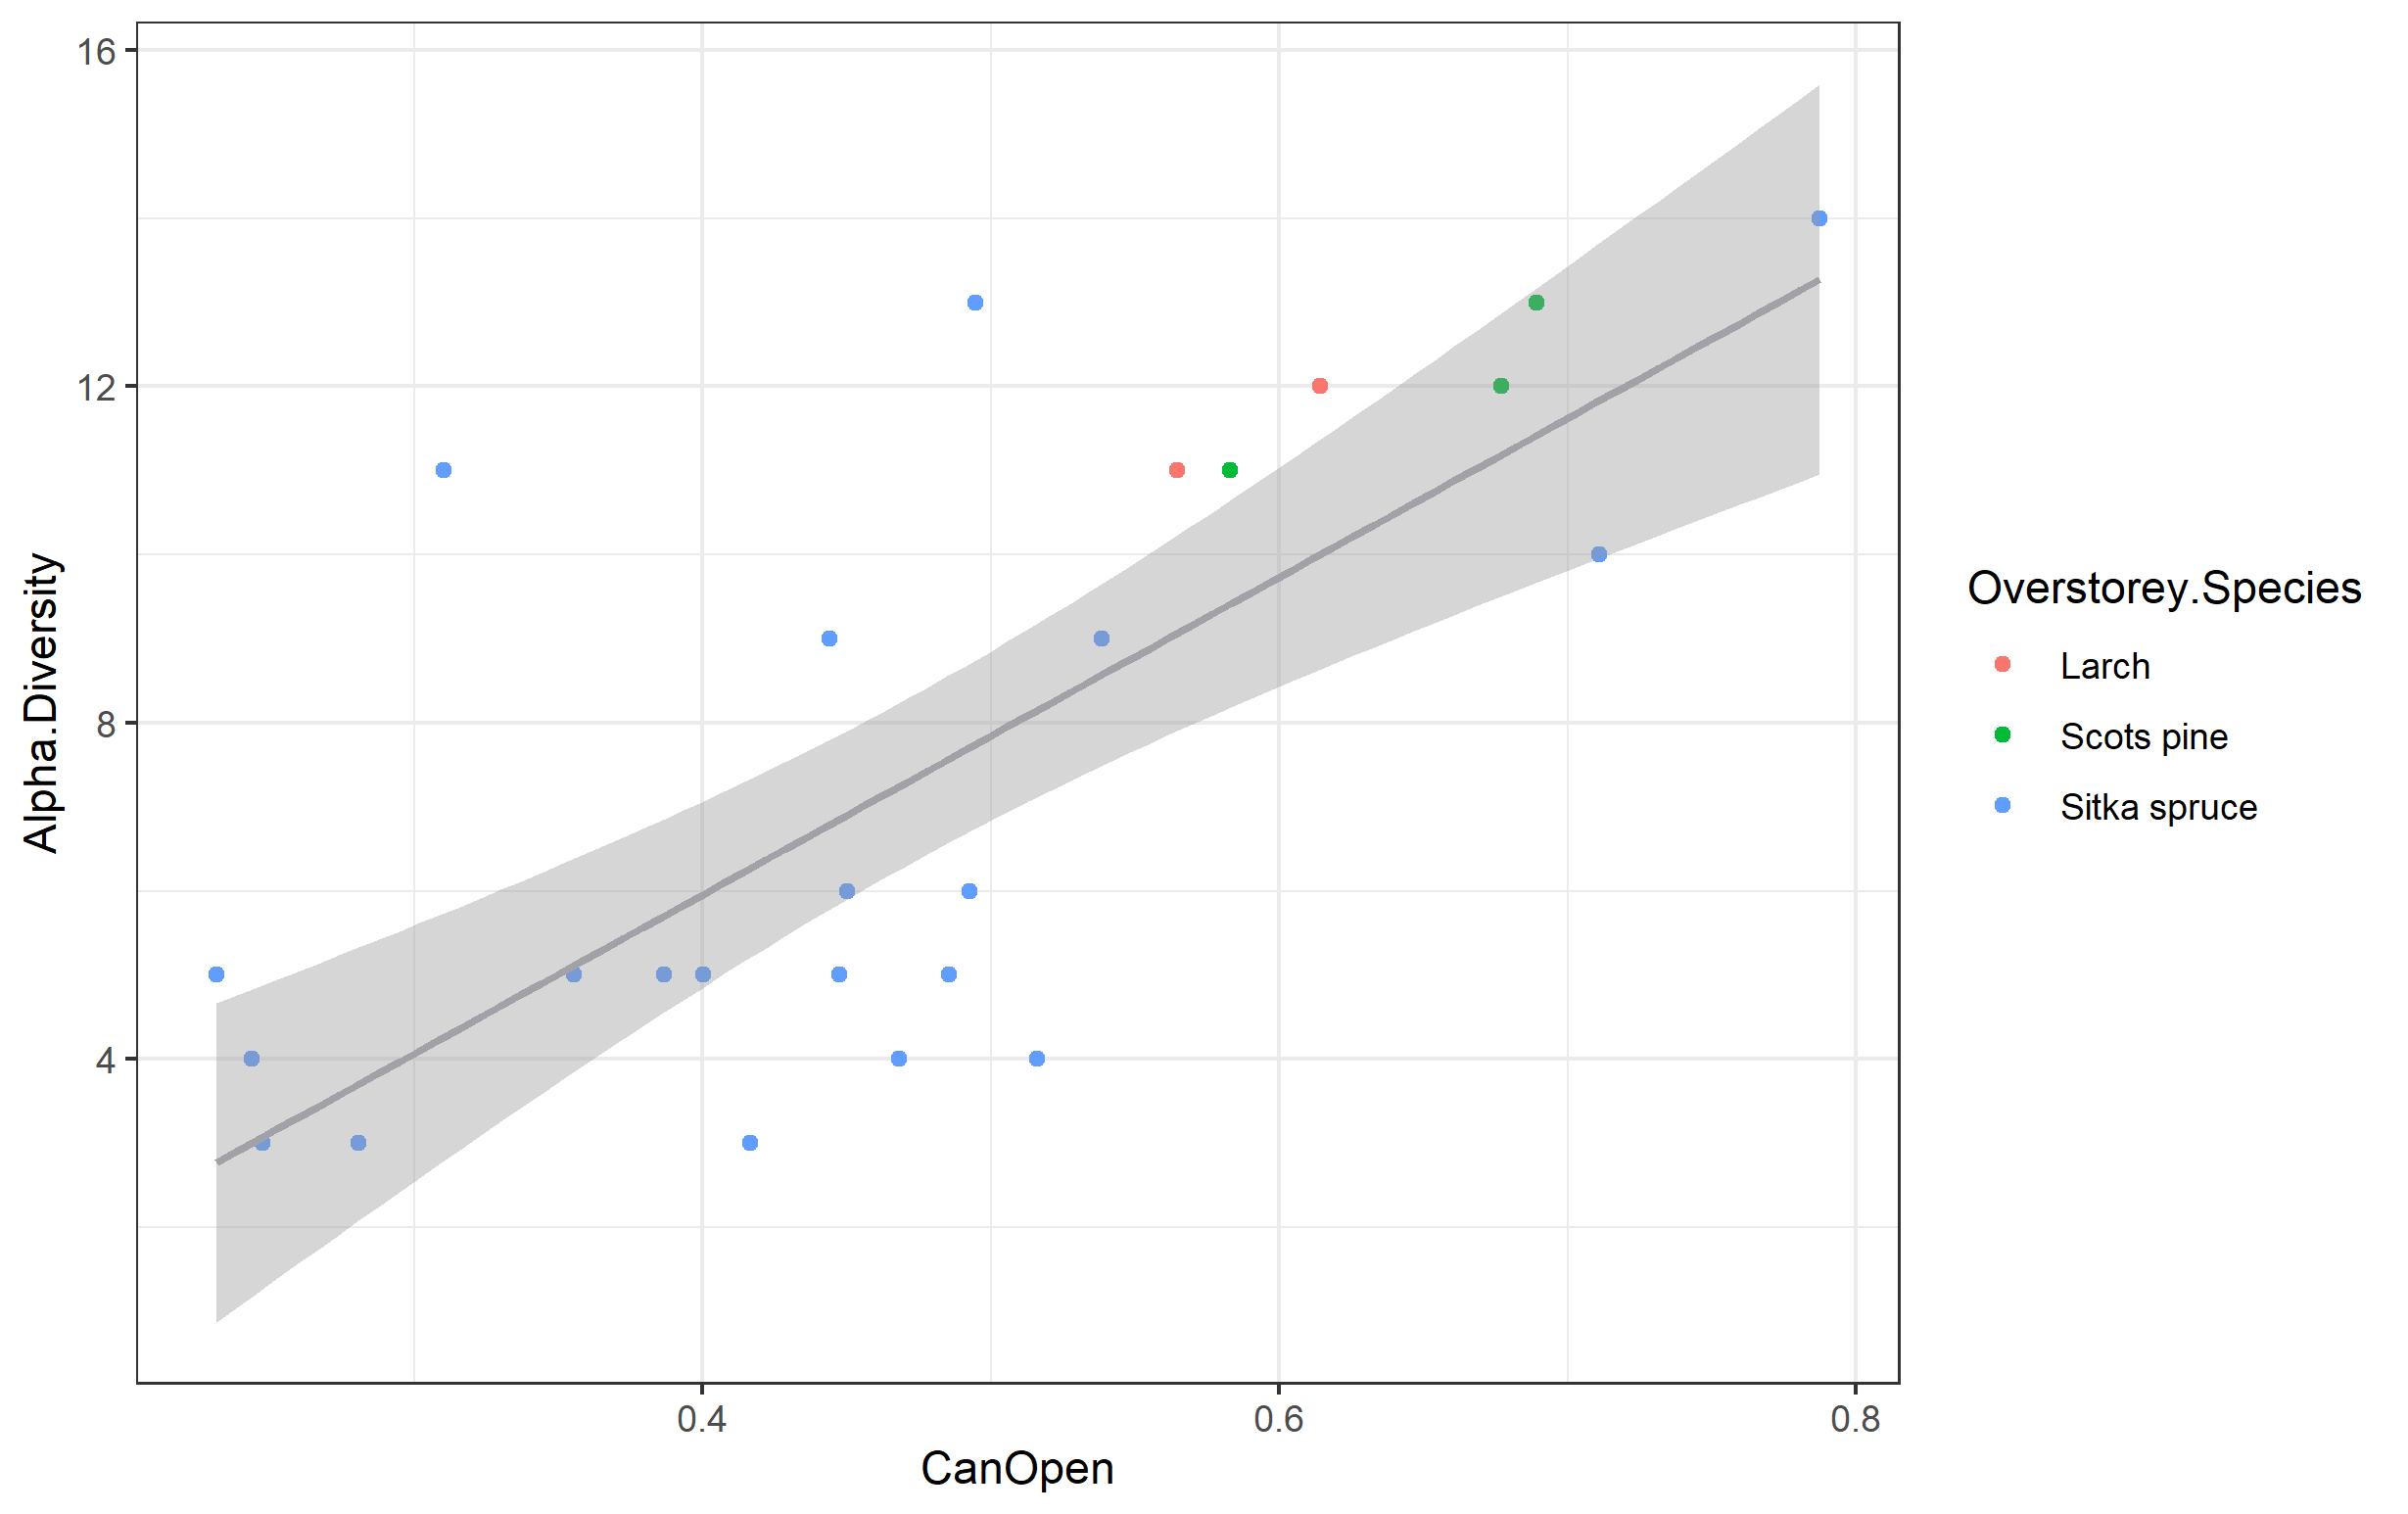 16
12
8
4
Alpha.Diversity
0.4
0.6
0.8
CanOpen
Overstorey.Species
Larch
Scots pine
Sitka spruce